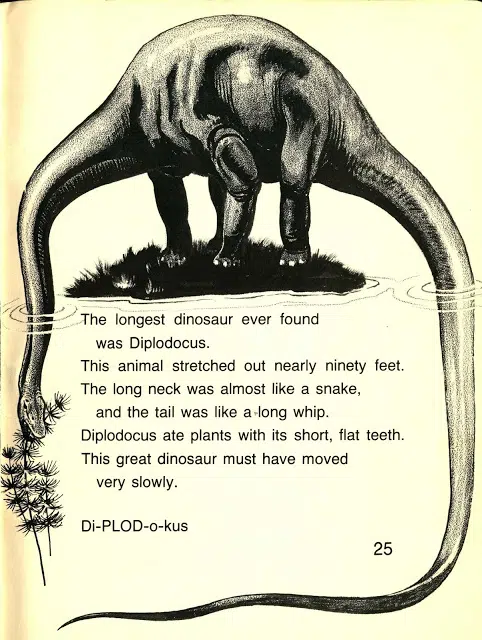 The longest dinosaur ever found
was Diplodocus.
This animal stretched out nearly ninety feet.
The long neck was almost like a snake,
and the tail was like a long whip.
Diplodocus ate plants with its short, flat teeth.
This great dinosaur must have moved
very slowly.
Di-PLOD-o-kus
25